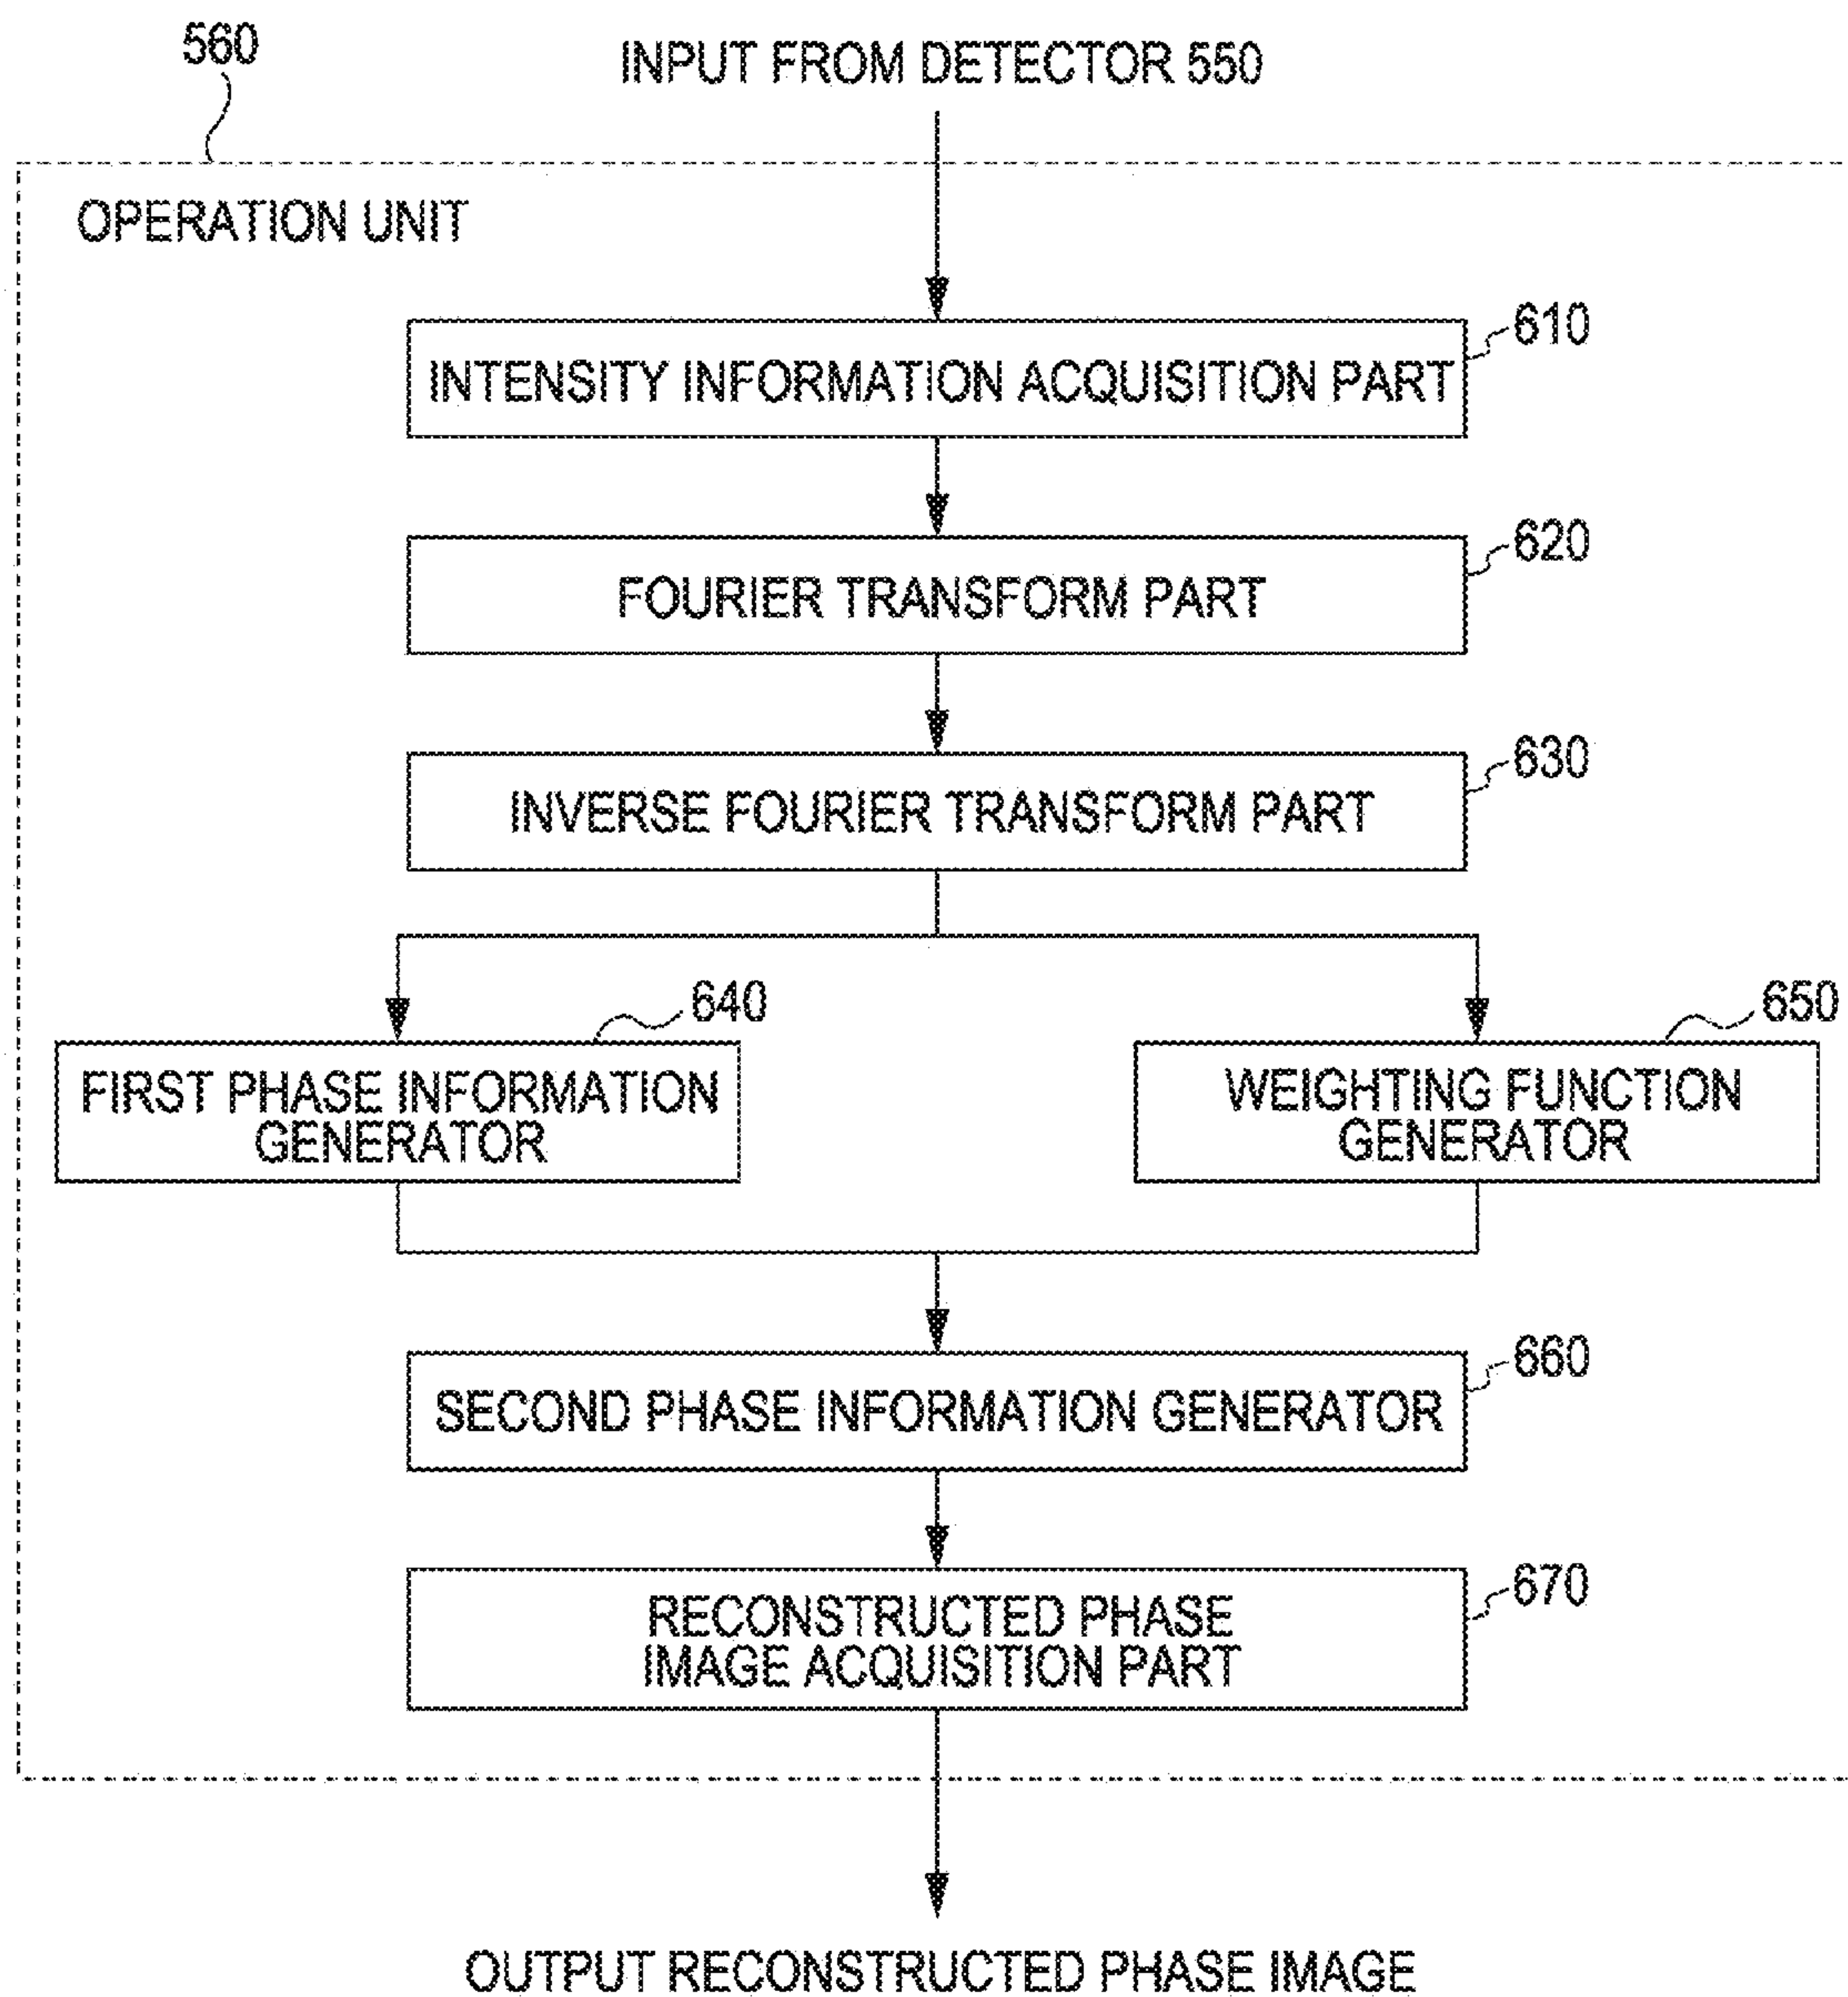 560
INPUT FROM DETECTOR 550
OPERATION UNIT
610
INTENSITY INFORMATION ACQUISITION PART
620
FOURIER TRANSFORM PART
630
INVERSE FOURIER TRANSFORM PART
640
650
FIRST PHASE INFORMATION
GENERATOR
WEIGHTING FUNCTION
GENERATOR
660
SECOND PHASE INFORMATION GENERATOR
670
RECONSTRUCTED PHASE
IMAGE ACQUISITION PART
OUTPUT RECONSTRUCTED PHASE IMAGE